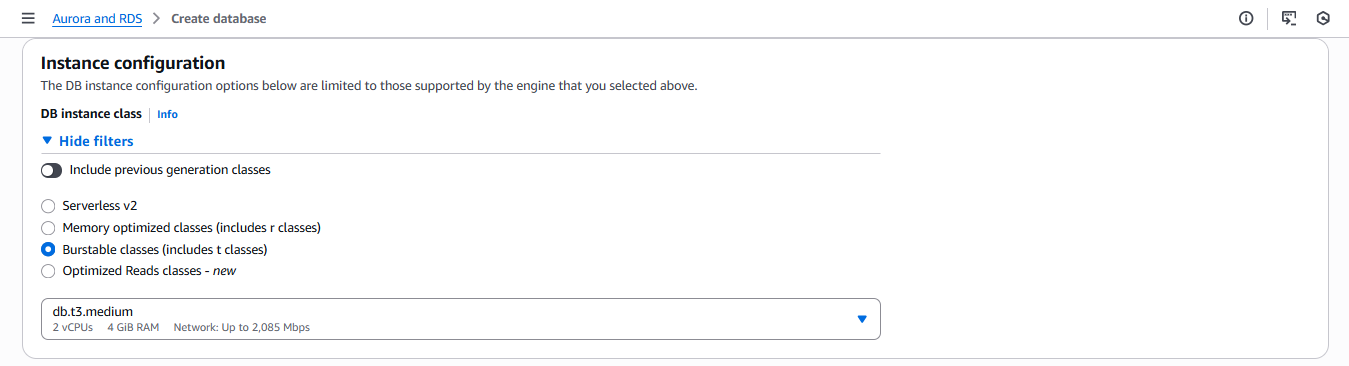 Aurora and RDS > Create database
Instance configuration
The DB instance configuration options below are limited to those supported by the engine that you selected above.
DB instance class Info
Hide filters
Include previous generation classes
Serverless v2
Memory optimized classes (includes r classes)
Burstable classes (includes t classes)
Optimized Reads classes - new
db.t3.medium
2 vCPUs 4 GiB RAM Network: Up to 2,085 Mbps